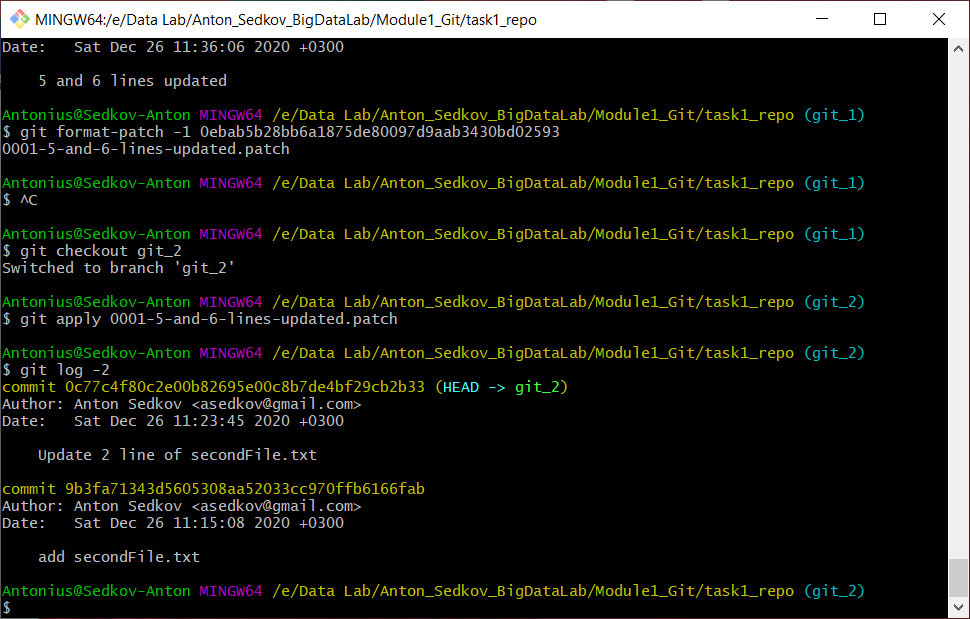 MINGW64:/e/Data Lab/Anton_Sedkov_BigDataLab/Module1_Git/task1_repo
Date:   Sat Dec 26 11:36:06 2020 +0300
    5 and 6 lines updated
Antonius@Sedkov-Anton MINGW64 /e/Data Lab/Anton_Sedkov_BigDataLab/Module1_Git/task1_repo (git_1)
$ git format-patch -1 0ebab5b28bb6a1875de80097d9aab3430bd02593
0001-5-and-6-lines-updated.patch
Antonius@Sedkov-Anton MINGW64 /e/Data Lab/Anton_Sedkov_BigDataLab/Module1_Git/task1_repo (git_1)
$ ^C
Antonius@Sedkov-Anton MINGW64 /e/Data Lab/Anton_Sedkov_BigDataLab/Module1_Git/task1_repo (git_1)
$ git checkout git_2
Switched to branch 'git_2'
Antonius@Sedkov-Anton MINGW64 /e/Data Lab/Anton_Sedkov_BigDataLab/Module1_Git/task1_repo (git_2)
$ git apply 0001-5-and-6-lines-updated.patch
Antonius@Sedkov-Anton MINGW64 /e/Data Lab/Anton_Sedkov_BigDataLab/Module1_Git/task1_repo (git_2)
$ git log -2
commit 0c77c4f80c2e00b82695e00c8b7de4bf29cb2b33 (HEAD -> git_2)
Author: Anton Sedkov <asedkov@gmail.com>
Date:   Sat Dec 26 11:23:45 2020 +0300
    Update 2 line of secondFile.txt
commit 9b3fa71343d5605308aa52033cc970ffb6166fab
Author: Anton Sedkov <asedkov@gmail.com>
Date:   Sat Dec 26 11:15:08 2020 +0300
    add secondFile.txt
Antonius@Sedkov-Anton MINGW64 /e/Data Lab/Anton_Sedkov_BigDataLab/Module1_Git/task1_repo (git_2)
$